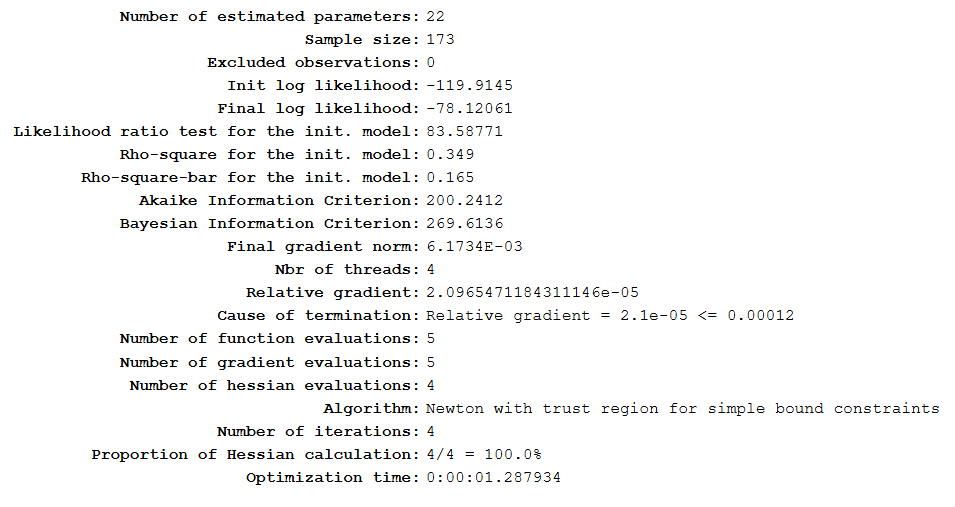 Number of estimated parameters: 22
Sample size: 173
Excluded observations: 0
Init log likelihood: -119.9145
Final log likelihood: -78.12061
Likelihood ratio test for the init. model: 83.58771
Rho-square for the init. model: 0.349
Rho-square-bar for the init. model: 0.165
Akaike Information Criterion: 200.2412
Bayesian Information Criterion: 269.6136
Final gradient norm: 6.1734E-03
Nbr of threads: 4
Relative gradient: 2.0965471184311146e-05
Cause of termination: Relative gradient = 2.1e-05 <= 0.00012
Number of function evaluations: 5
Number of gradient evaluations: 5
Number of hessian evaluations: 4
Algorithm: Newton with trust region for simple bound constraints
Number of iterations: 4
Proportion of Hessian calculation: 4/4 = 100.0%
Optimization time: 0:00:01.287934